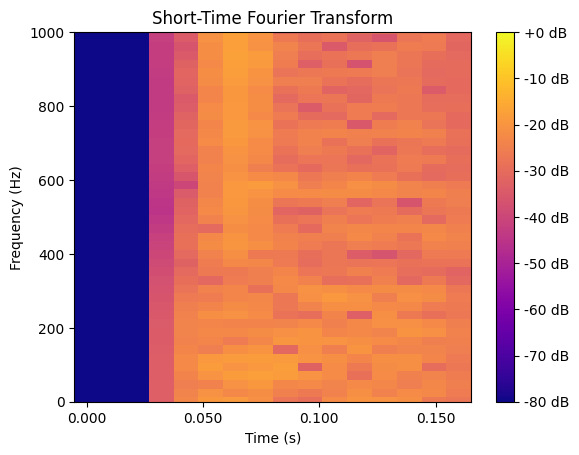 Short-Time Fourier Transform
1000
800
600
400
200
0
Frequency (Hz)
0.000
0.050
0.100
0.150
Time (s)
+0 dB
-10 dB
-20 dB
-30 dB
-40 dB
-50 dB
-60 dB
-70 dB
-80 dB